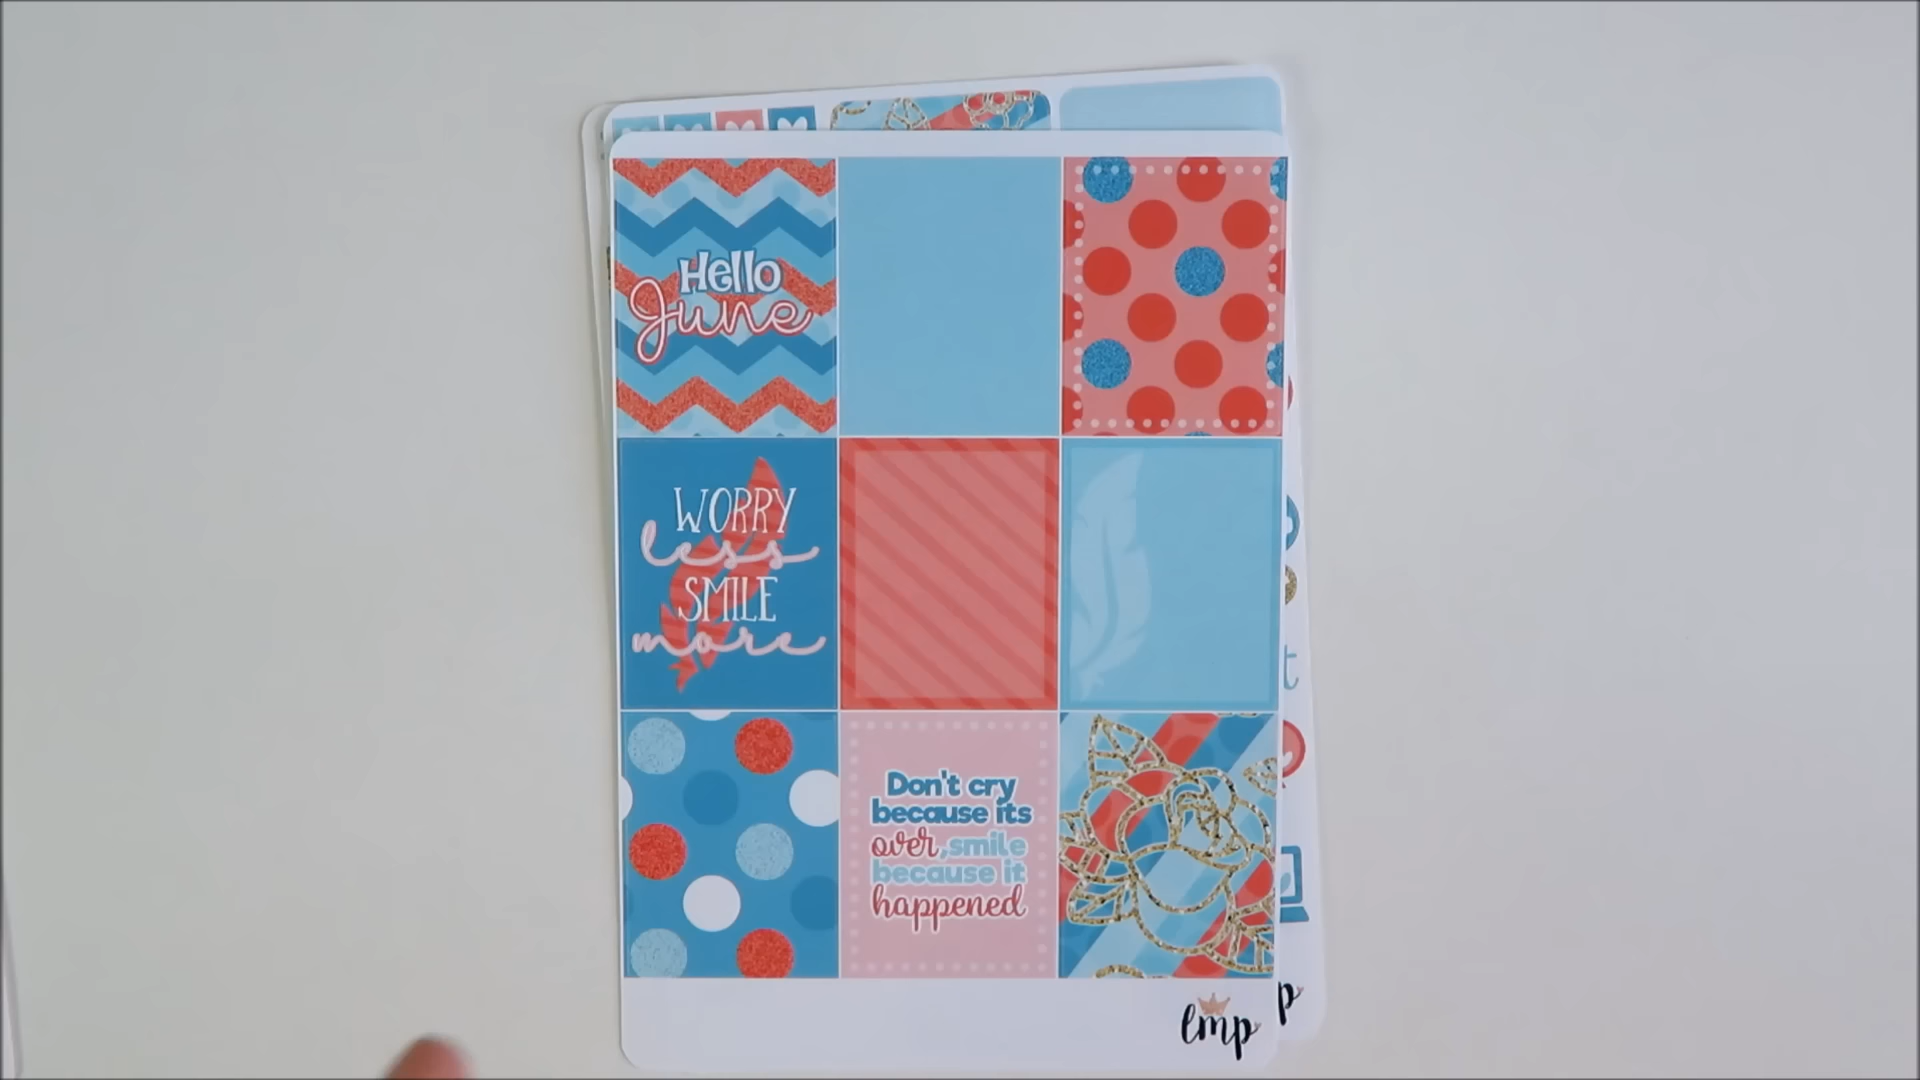 Hello
June
WORRY
less
SMILE
more
Don't cry
because its
over, smile
because it
happened
lmp
t
p